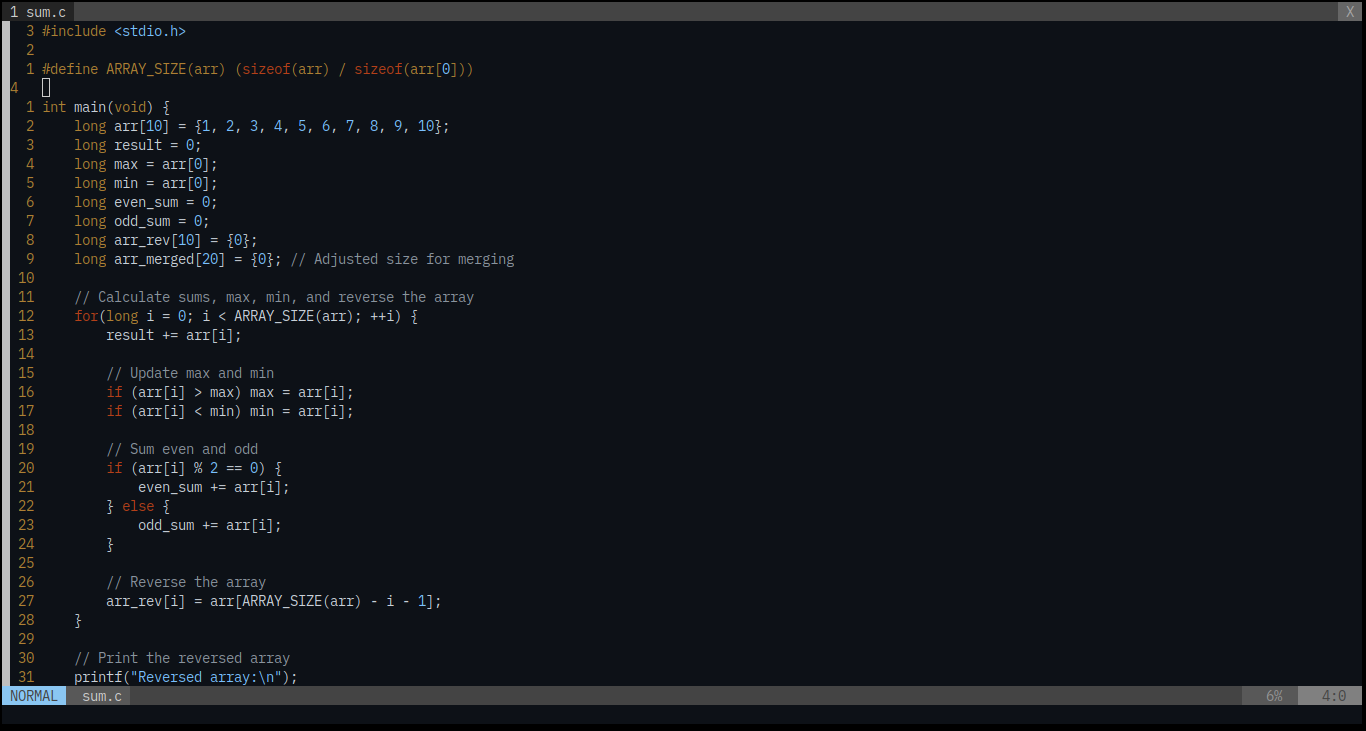 1 sum.c X
3 #include <stdio.h>
2
1 #define ARRAY_SIZE(arr) (sizeof(arr) / sizeof(arr[0]))
4
1 int main(void) {
2     long arr[10] = {1, 2, 3, 4, 5, 6, 7, 8, 9, 10};
3     long result = 0;
4     long max = arr[0];
5     long min = arr[0];
6     long even_sum = 0;
7     long odd_sum = 0;
8     long arr_rev[10] = {0};
9     long arr_merged[20] = {0}; // Adjusted size for merging
10
11     // Calculate sums, max, min, and reverse the array
12     for(long i = 0; i < ARRAY_SIZE(arr); ++i) {
13         result += arr[i];
14
15         // Update max and min
16         if (arr[i] > max) max = arr[i];
17         if (arr[i] < min) min = arr[i];
18
19         // Sum even and odd
20         if (arr[i] % 2 == 0) {
21             even_sum += arr[i];
22         } else {
23             odd_sum += arr[i];
24         }
25
26         // Reverse the array
27         arr_rev[i] = arr[ARRAY_SIZE(arr) - i - 1];
28     }
29
30     // Print the reversed array
31     printf("Reversed array:\n");
NORMAL sum.c 6% 4:0